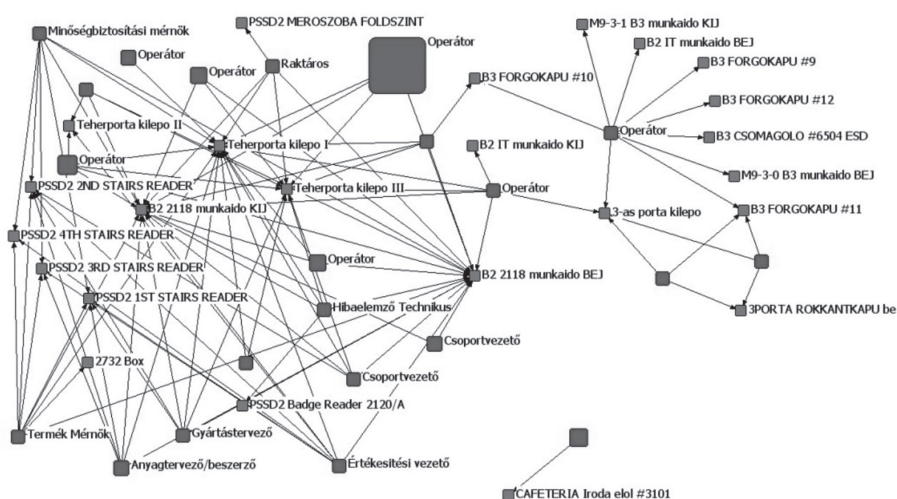 PSSD2 MEROSZOBA FOLDSZINT
M9-3-1 B3 munkaido KIJ
Minőségbiztosítási mérnök
Operátor
B2 IT munkaido BEJ
Operátor
Raktáros
B3 FORGOKAPU #9
Operátor
B3 FORGOKAPU #10
B3 FORGOKAPU #12
Teherporta kilepo II
Operátor
B3 CSOMAGOLO #6504 ESD
Teherporta kilepo I
B2 IT munkaido KIJ
Operátor
M9-3-0 B3 munkaido BEJ
PSSD2 2ND STAIRS READER
Teherporta kilepo III
Operátor
B2 2118 munkaido KIJ
3-as porta kilepo
B3 FORGOKAPU #11
PSSD2 4TH STAIRS READER
Operátor
PSSD2 3RD STAIRS READER
B2 2118 munkaido BEJ
PSSD2 1ST STAIRS READER
Hibaelemző Technikus
3PORTA ROKKANTKAPU be
Csoportvezető
2732 Box
Csoportvezető
PSSD2 Badge Reader 2120/A
Termék Mérnök
Gyártástervező
Anyagtervező/beszerző
Értékesitési vezető
CAFETERIA Iroda elol #3101